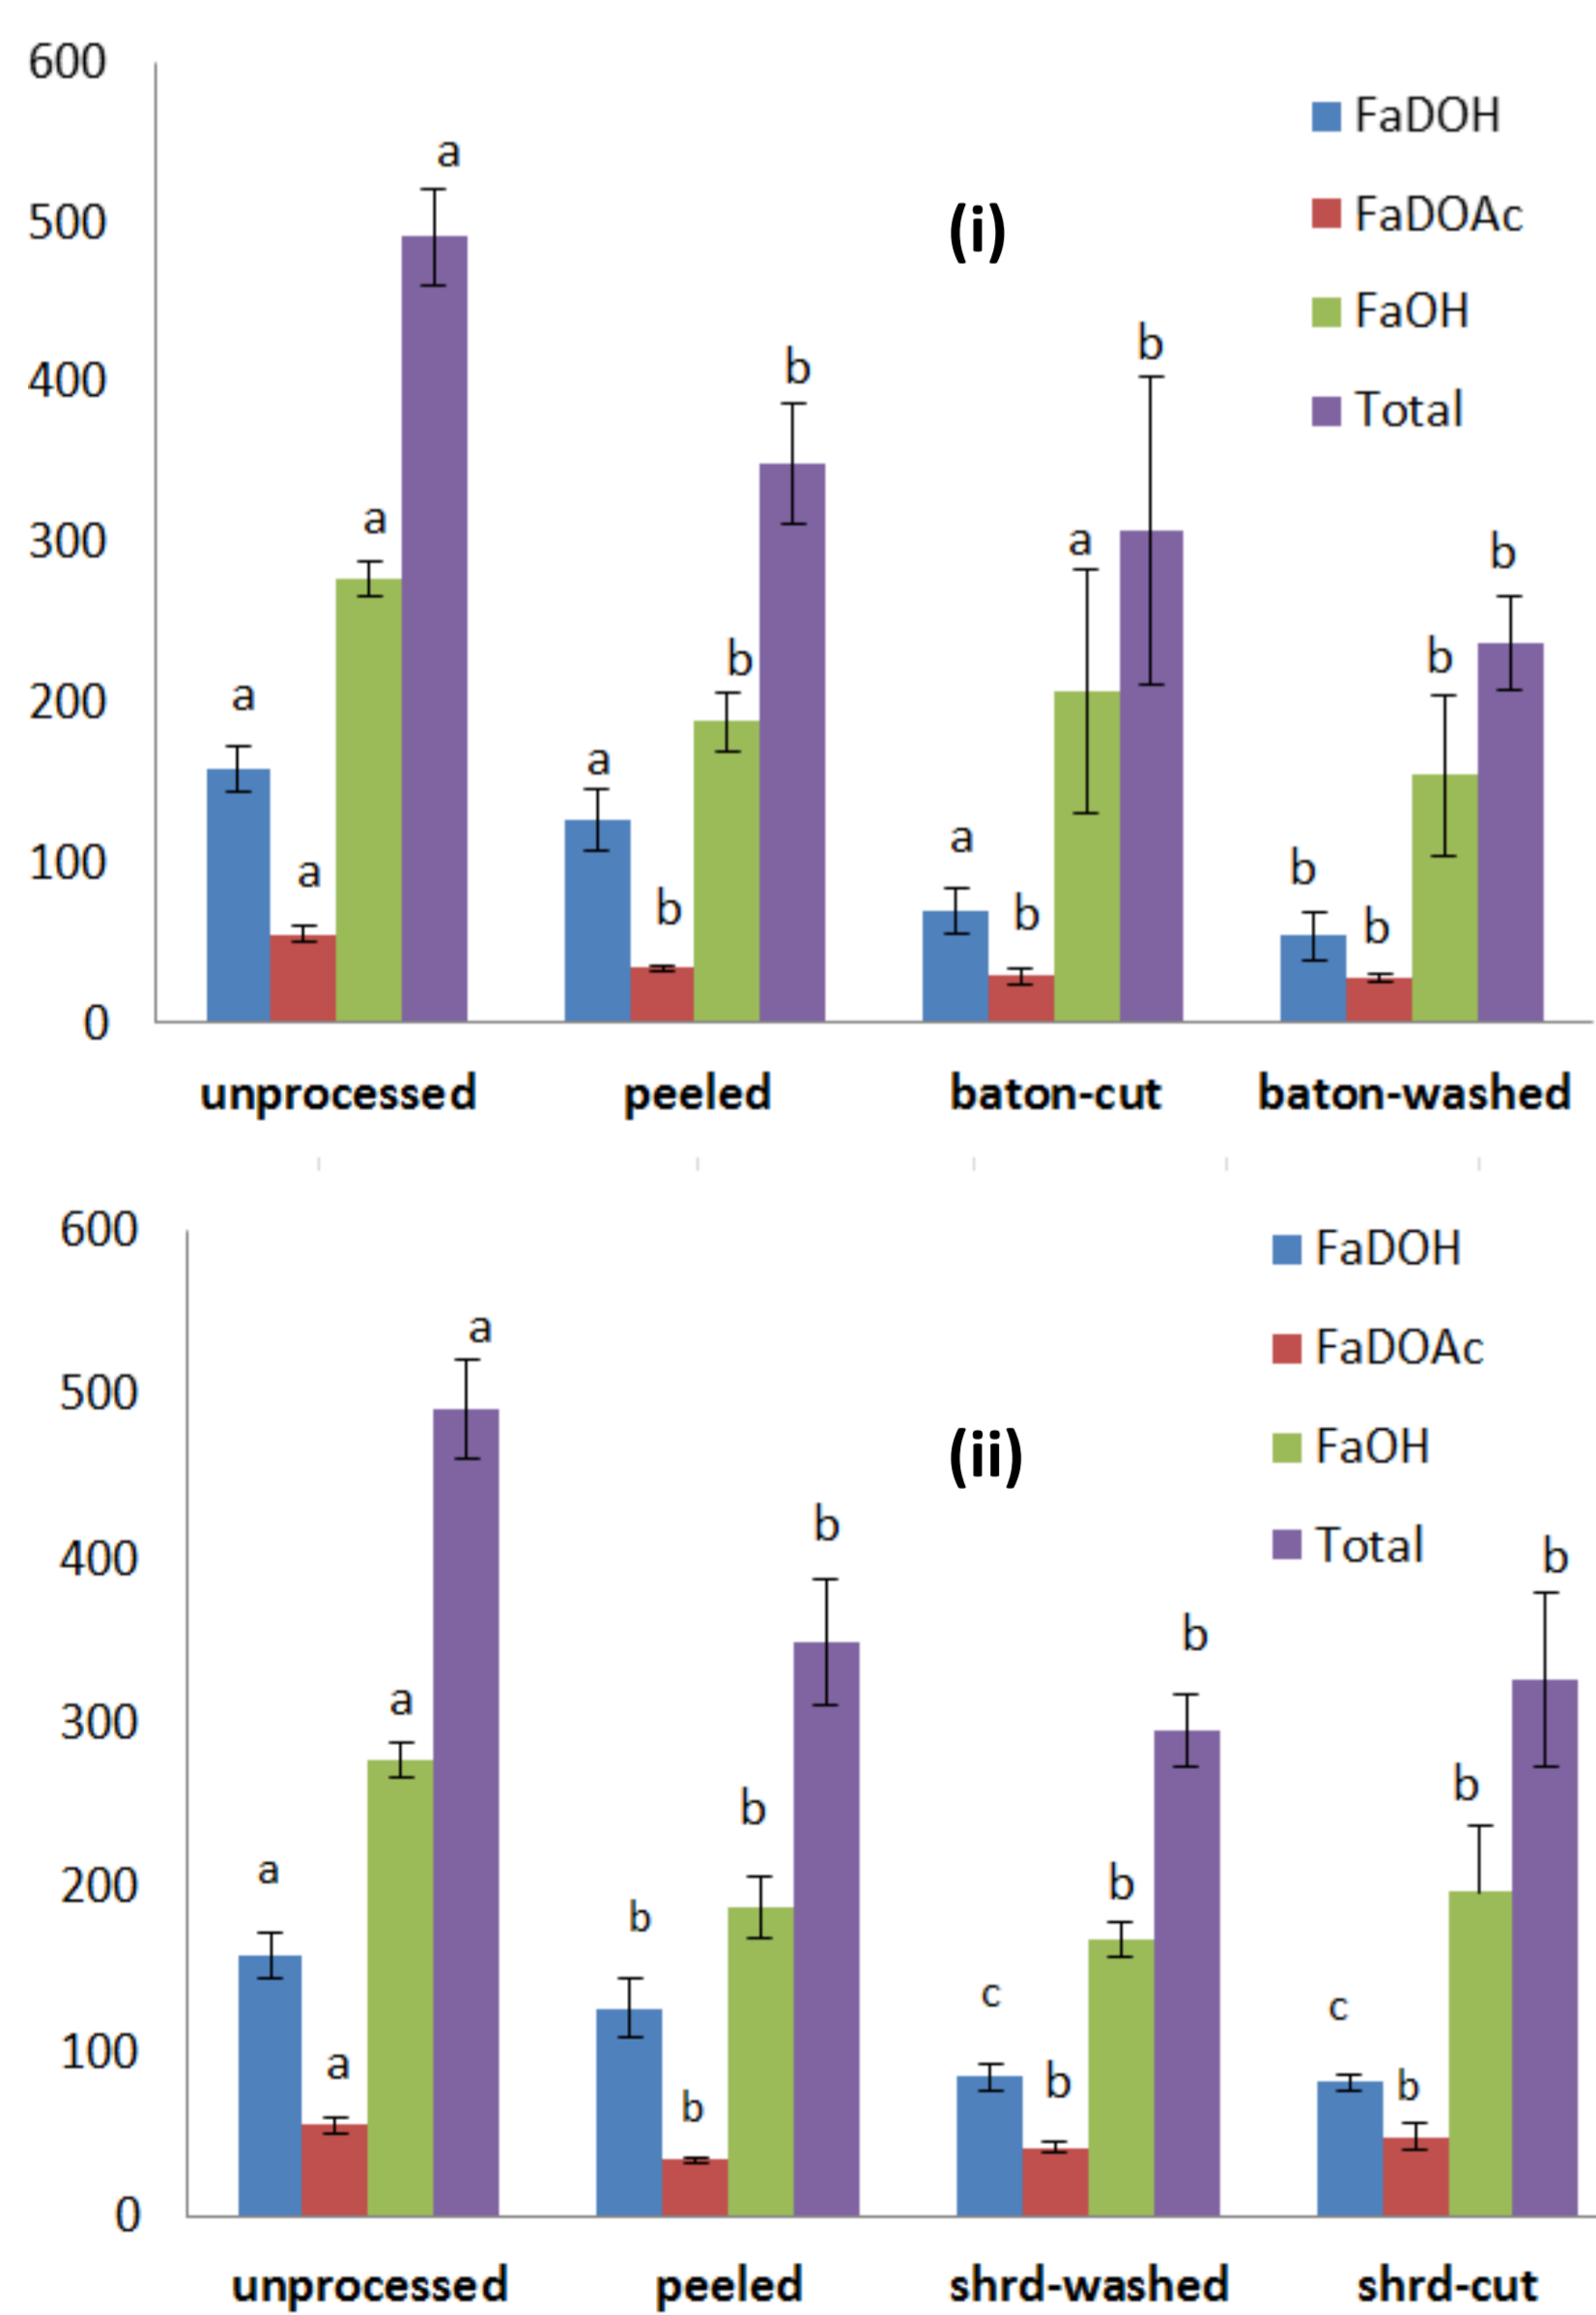 600
500
400
300
200
100
0
FaDOH
FaDOAc
FaOH
Total
(i)
a
a
a
a
a
b
b
b
a
b
a
b
b
b
b
b
unprocessed peeled baton-cut baton-washed
600
500
400
300
200
100
0
FaDOH
FaDOAc
FaOH
Total
(ii)
a
a
a
a
b
b
b
b
c
b
b
b
c
b
b
b
unprocessed peeled shrd-washed shrd-cut